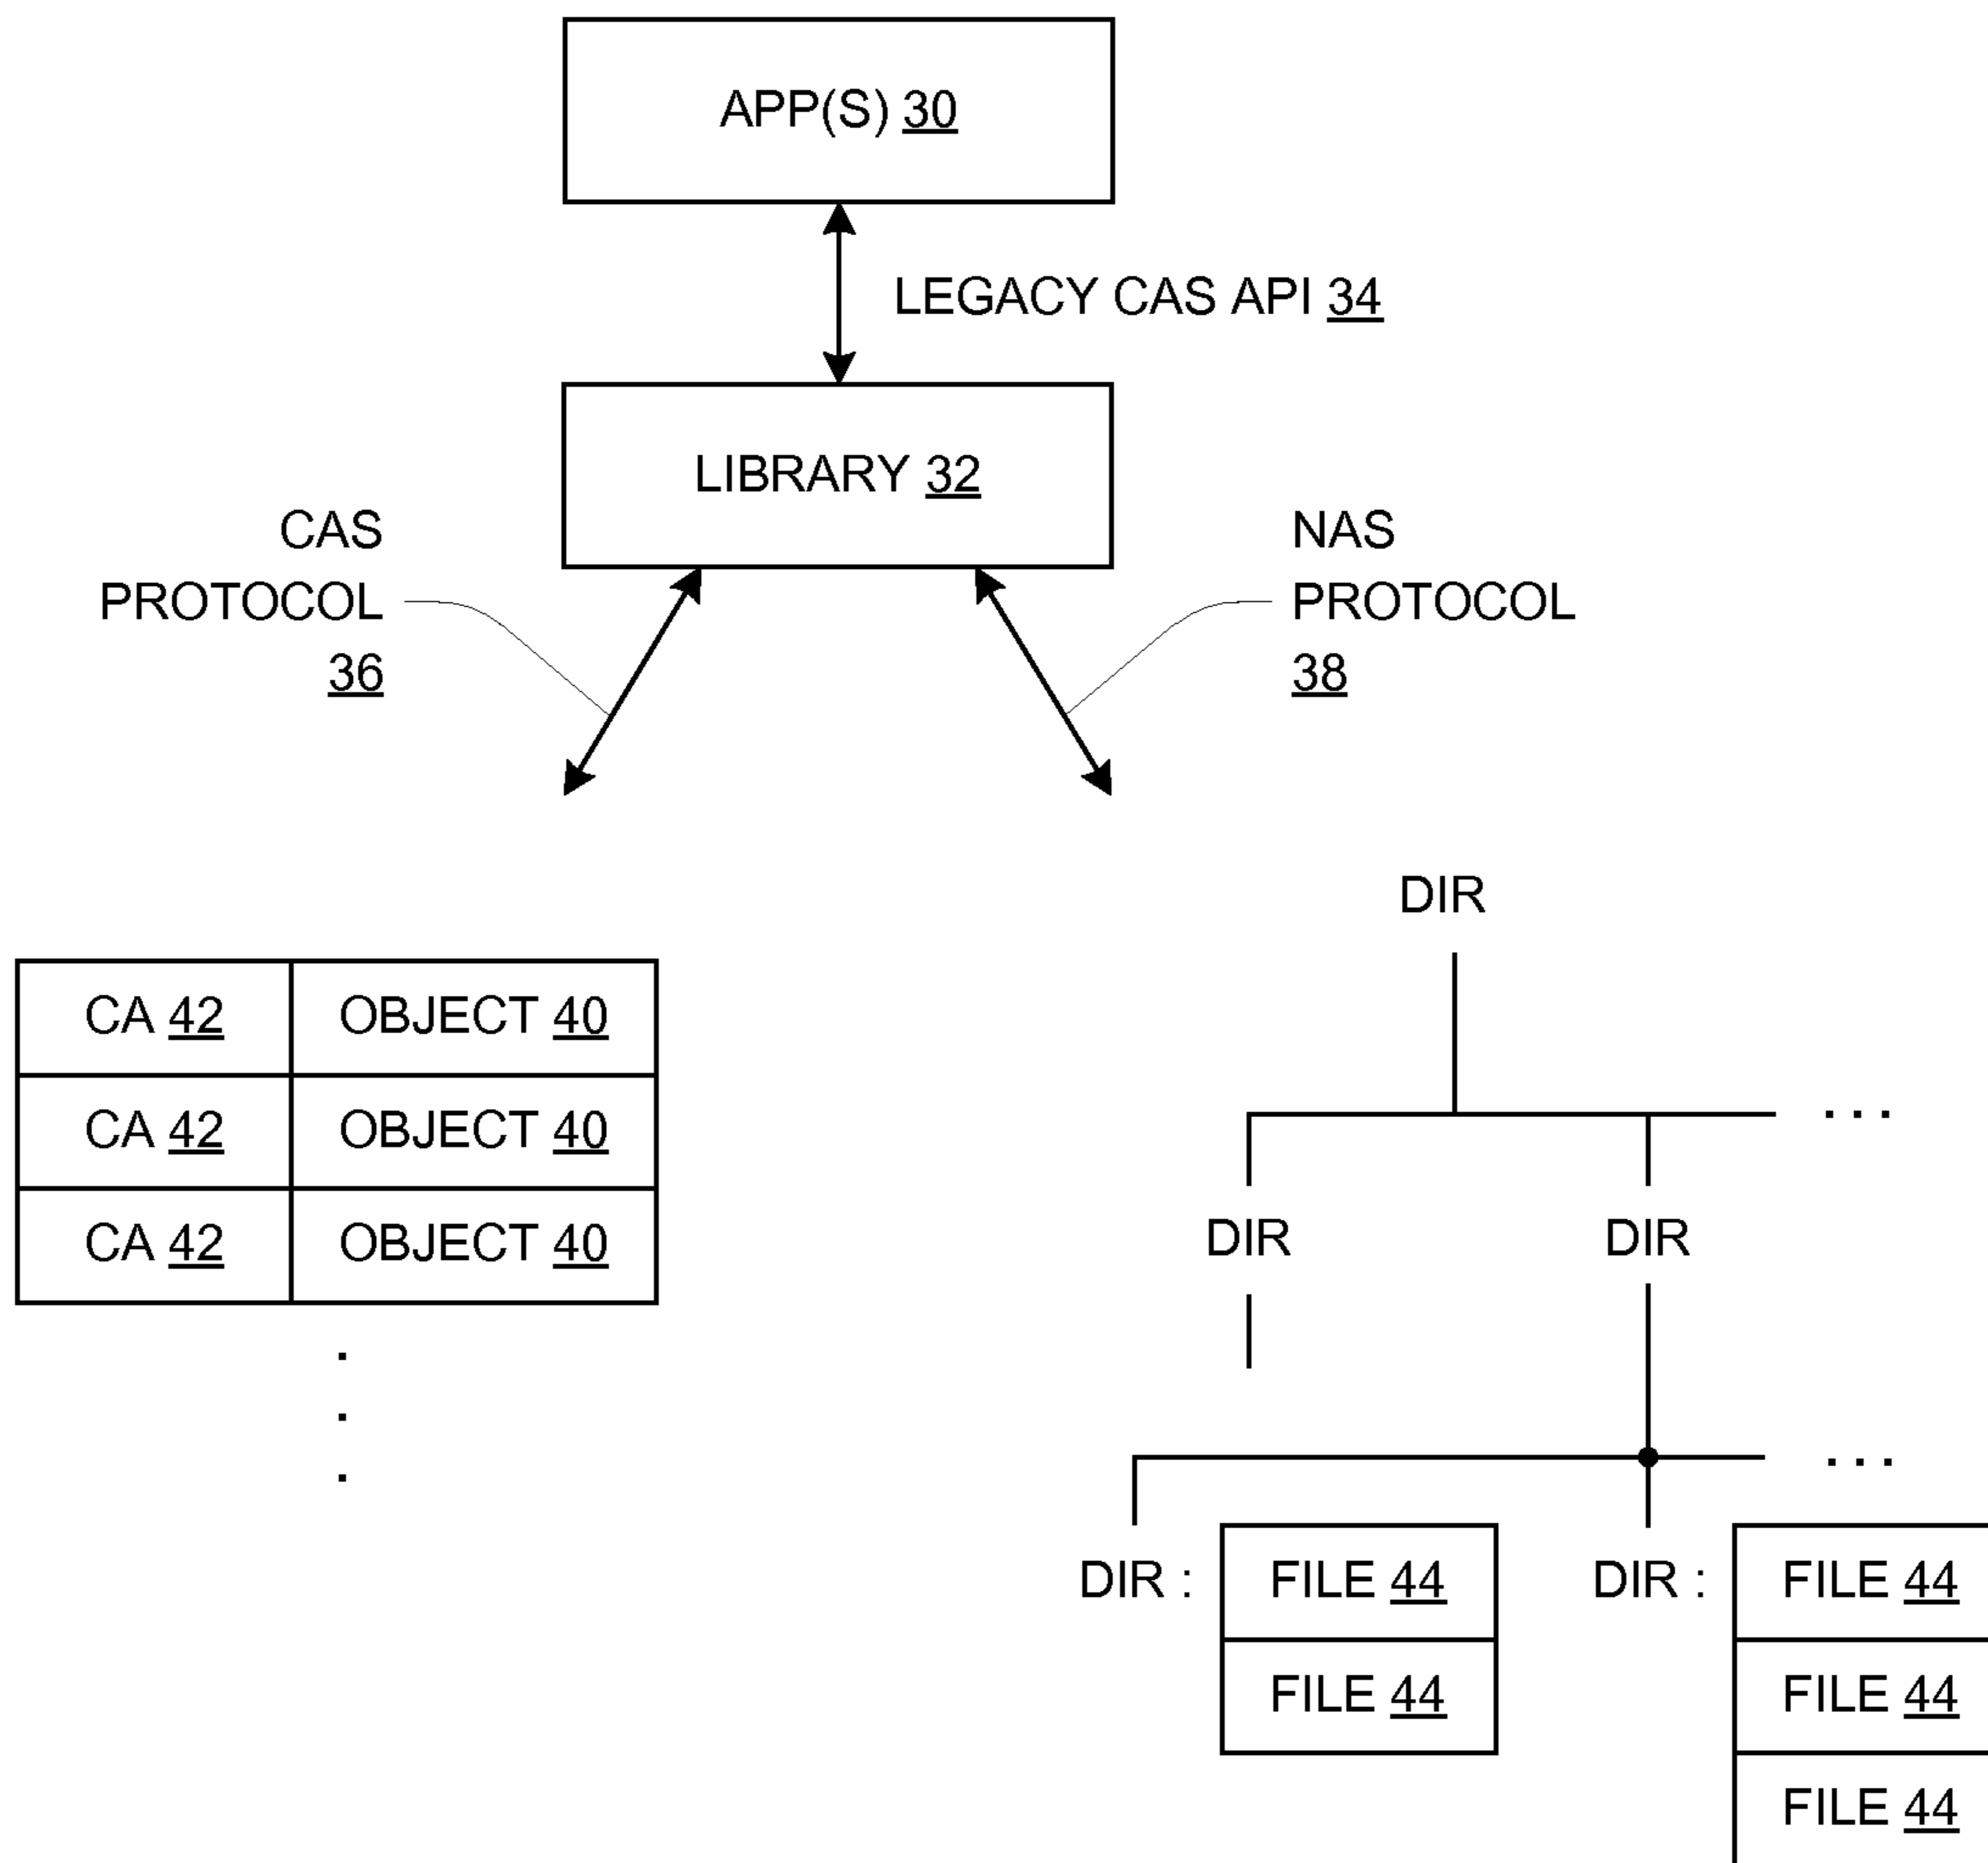 APP(S) 30
LEGACY CAS API 34
LIBRARY 32
CAS
PROTOCOL
36
NAS
PROTOCOL
38
CA 42 OBJECT 40
CA 42 OBJECT 40
CA 42 OBJECT 40
.
.
.
DIR
. . .
DIR DIR
. . .
DIR : FILE 44
FILE 44
DIR : FILE 44
FILE 44
FILE 44